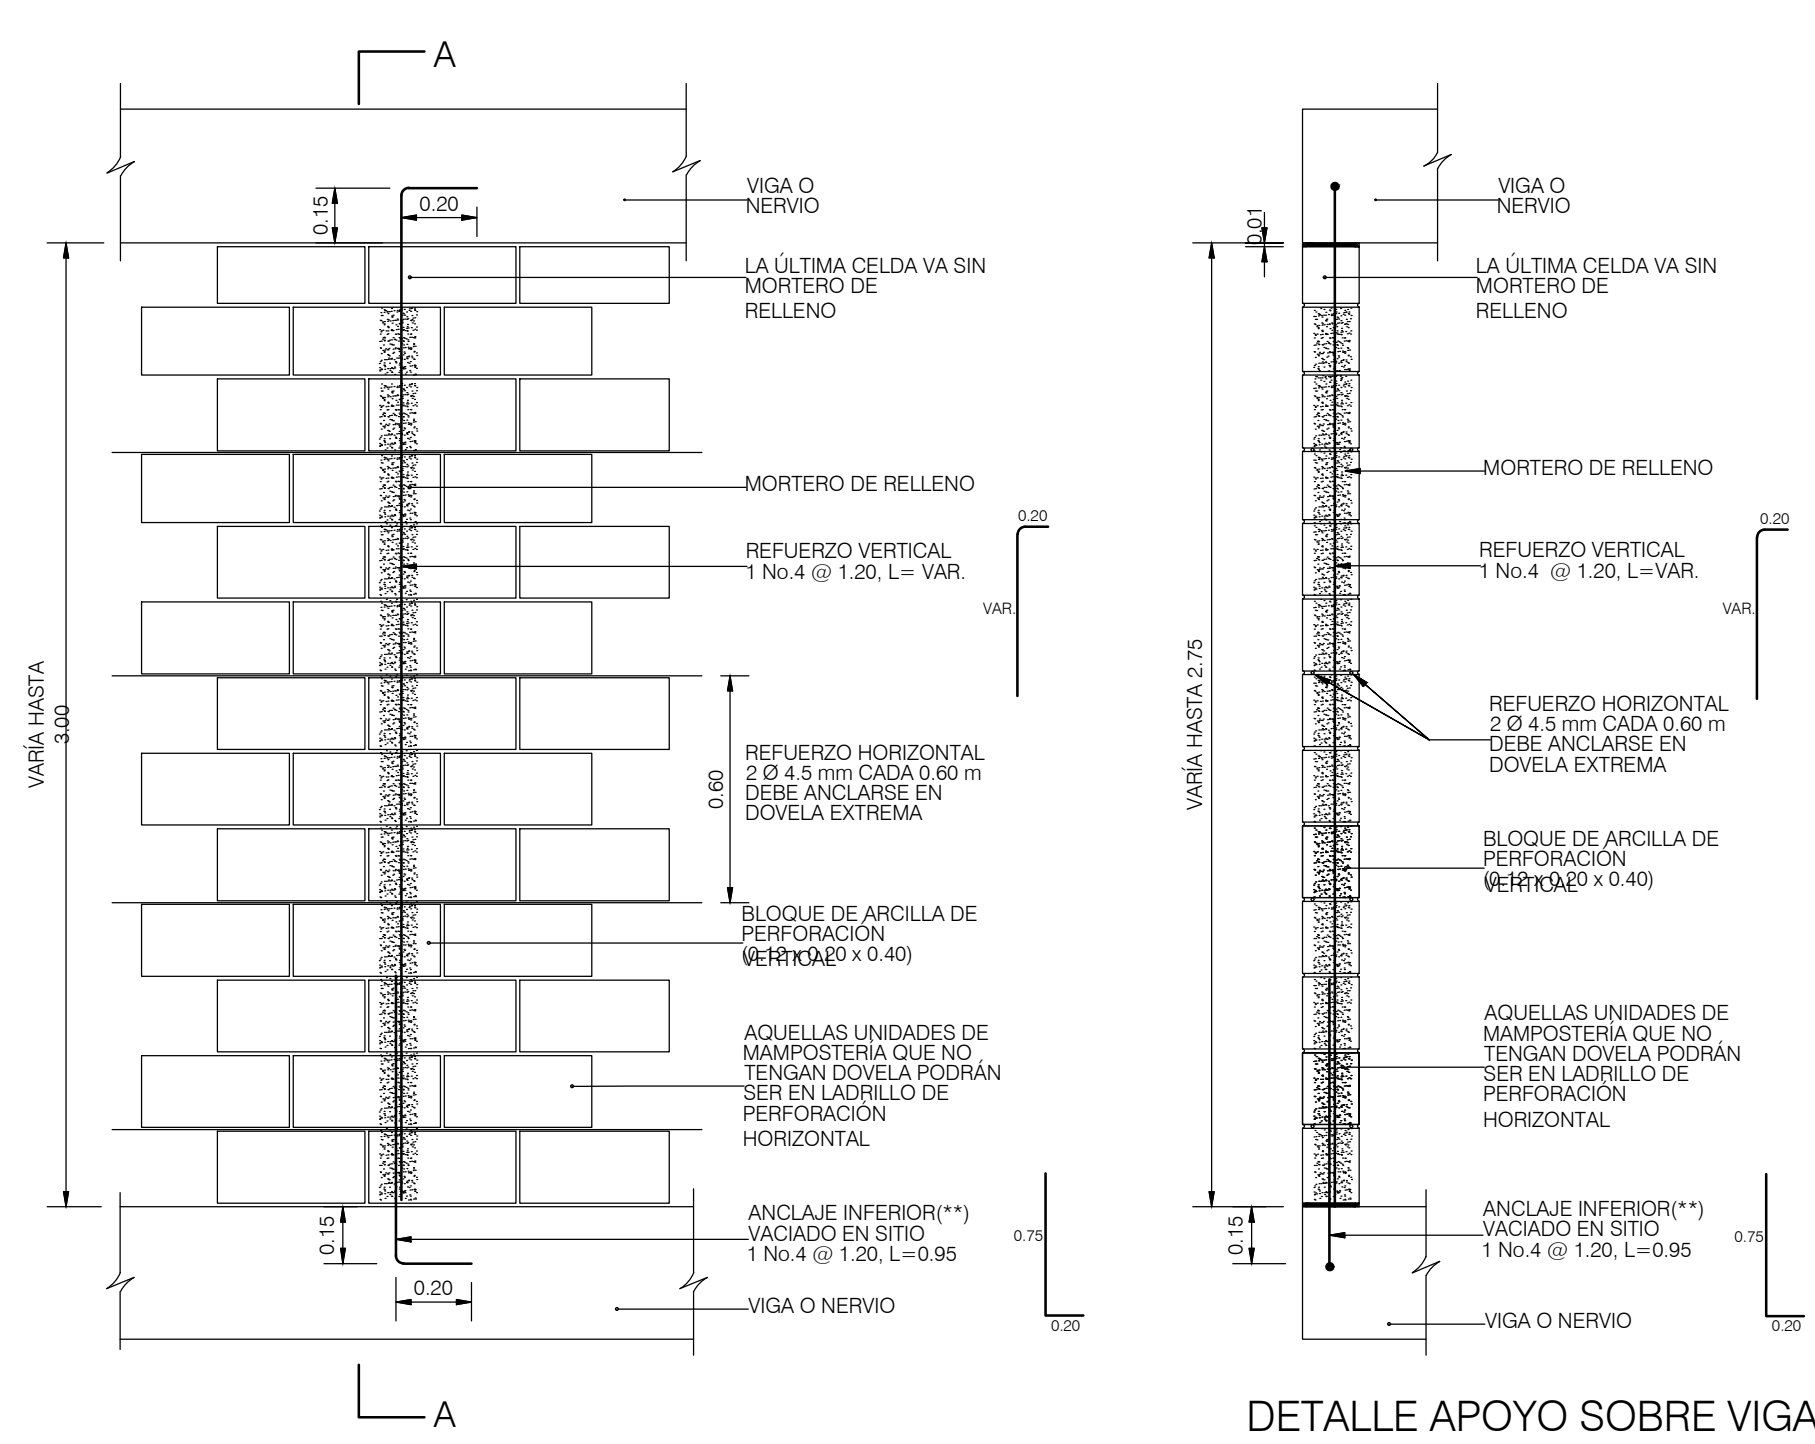 A
VIGA O
NERVIO
0.15
0.20
LA ÚLTIMA CELDA VA SIN
MORTERO DE
RELLENO
MORTERO DE RELLENO
REFUERZO VERTICAL
1 No.4 @ 1.20, L= VAR.
0.20
VAR.
VARÍA HASTA
3.00
0.60
REFUERZO HORIZONTAL
2 Ø 4.5 mm CADA 0.60 m
DEBE ANCLARSE EN
DOVELA EXTREMA
BLOQUE DE ARCILLA DE
PERFORACIÓN
(0.12 x 0.20 x 0.40)
VERTICAL
AQUELLAS UNIDADES DE
MAMPOSTERÍA QUE NO
TENGAN DOVELA PODRÁN
SER EN LADRILLO DE
PERFORACIÓN
HORIZONTAL
0.15
ANCLAJE INFERIOR(**)
VACIADO EN SITIO
1 No.4 @ 1.20, L=0.95
0.75
0.20
0.20
VIGA O NERVIO
A
VIGA O
NERVIO
0.01
LA ÚLTIMA CELDA VA SIN
MORTERO DE
RELLENO
MORTERO DE RELLENO
0.20
REFUERZO VERTICAL
1 No.4 @ 1.20, L=VAR.
VAR.
VARÍA HASTA 2.75
REFUERZO HORIZONTAL
2 Ø 4.5 mm CADA 0.60 m
DEBE ANCLARSE EN
DOVELA EXTREMA
BLOQUE DE ARCILLA DE
PERFORACIÓN
(0.12 x 0.20 x 0.40)
VERTICAL
AQUELLAS UNIDADES DE
MAMPOSTERÍA QUE NO
TENGAN DOVELA PODRÁN
SER EN LADRILLO DE
PERFORACIÓN
HORIZONTAL
0.15
ANCLAJE INFERIOR(**)
VACIADO EN SITIO
1 No.4 @ 1.20, L=0.95
0.75
0.20
VIGA O NERVIO
DETALLE APOYO SOBRE VIGA